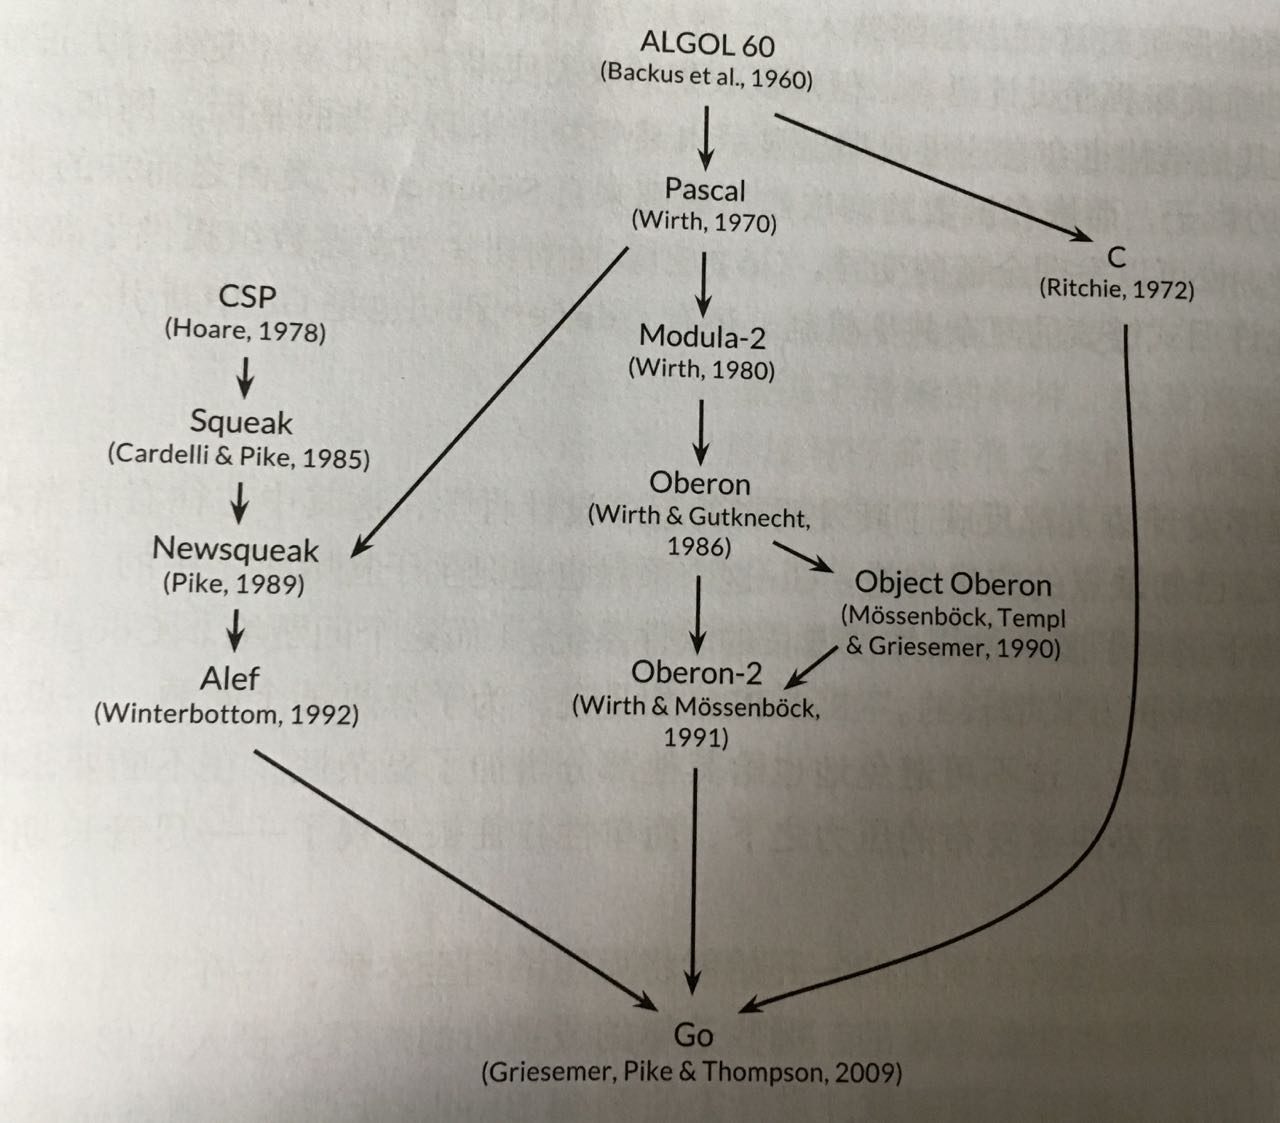 ALGOL 60
(Backus et al., 1960)
Pascal
(Wirth, 1970)
C
(Ritchie, 1972)
CSP
(Hoare, 1978)
Modula-2
(Wirth, 1980)
Squeak
(Cardelli & Pike, 1985)
Oberon
(Wirth & Gutknecht,
1986)
Newsqueak
(Pike, 1989)
Object Oberon
(Mössenböck, Templ
& Griesemer, 1990)
Alef
(Winterbottom, 1992)
Oberon-2
(Wirth & Mössenböck,
1991)
Go
(Griesemer, Pike & Thompson, 2009)